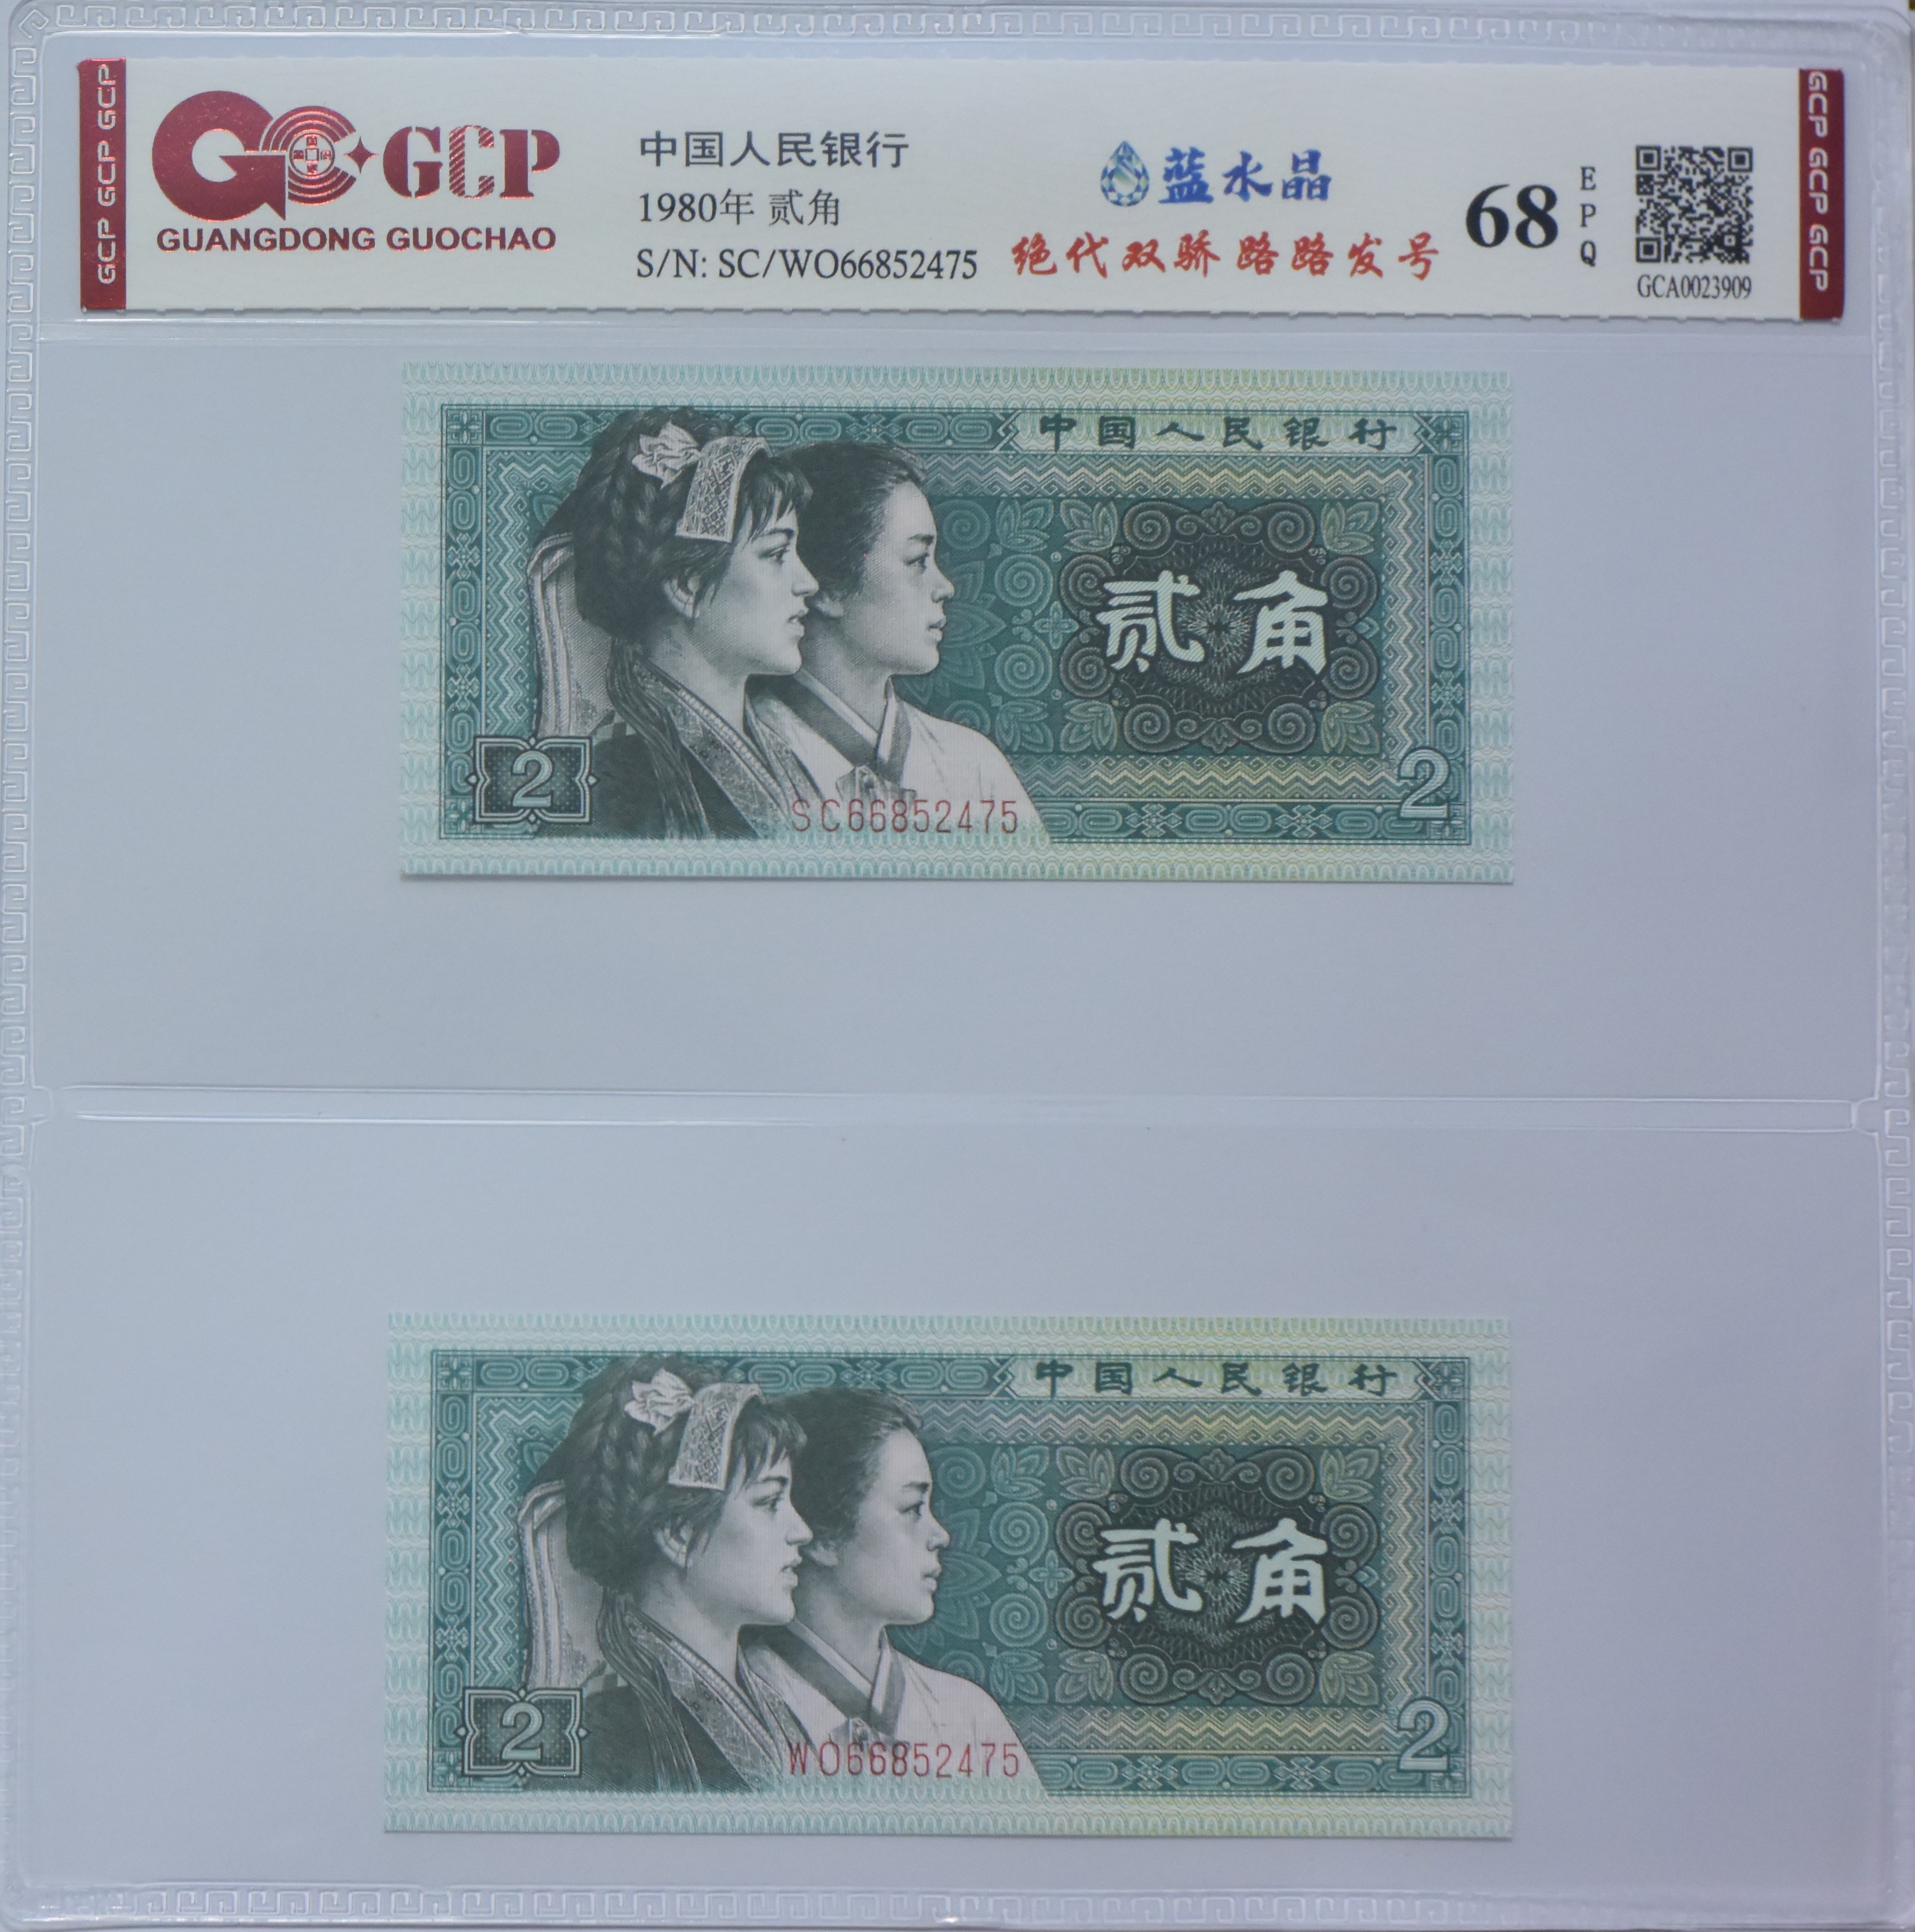 GCP GCP GCP
GCP
GUANGDONG GUOCHAO
中国人民银行
1980年 贰角
S/N: SC/WO66852475
蓝水晶
绝代双骄 路路发号
68
EPQ
GCA0023909
GCP GCP GCP
中国人民银行
贰角
2
SC66852475
2
中国人民银行
贰角
2
WO66852475
2